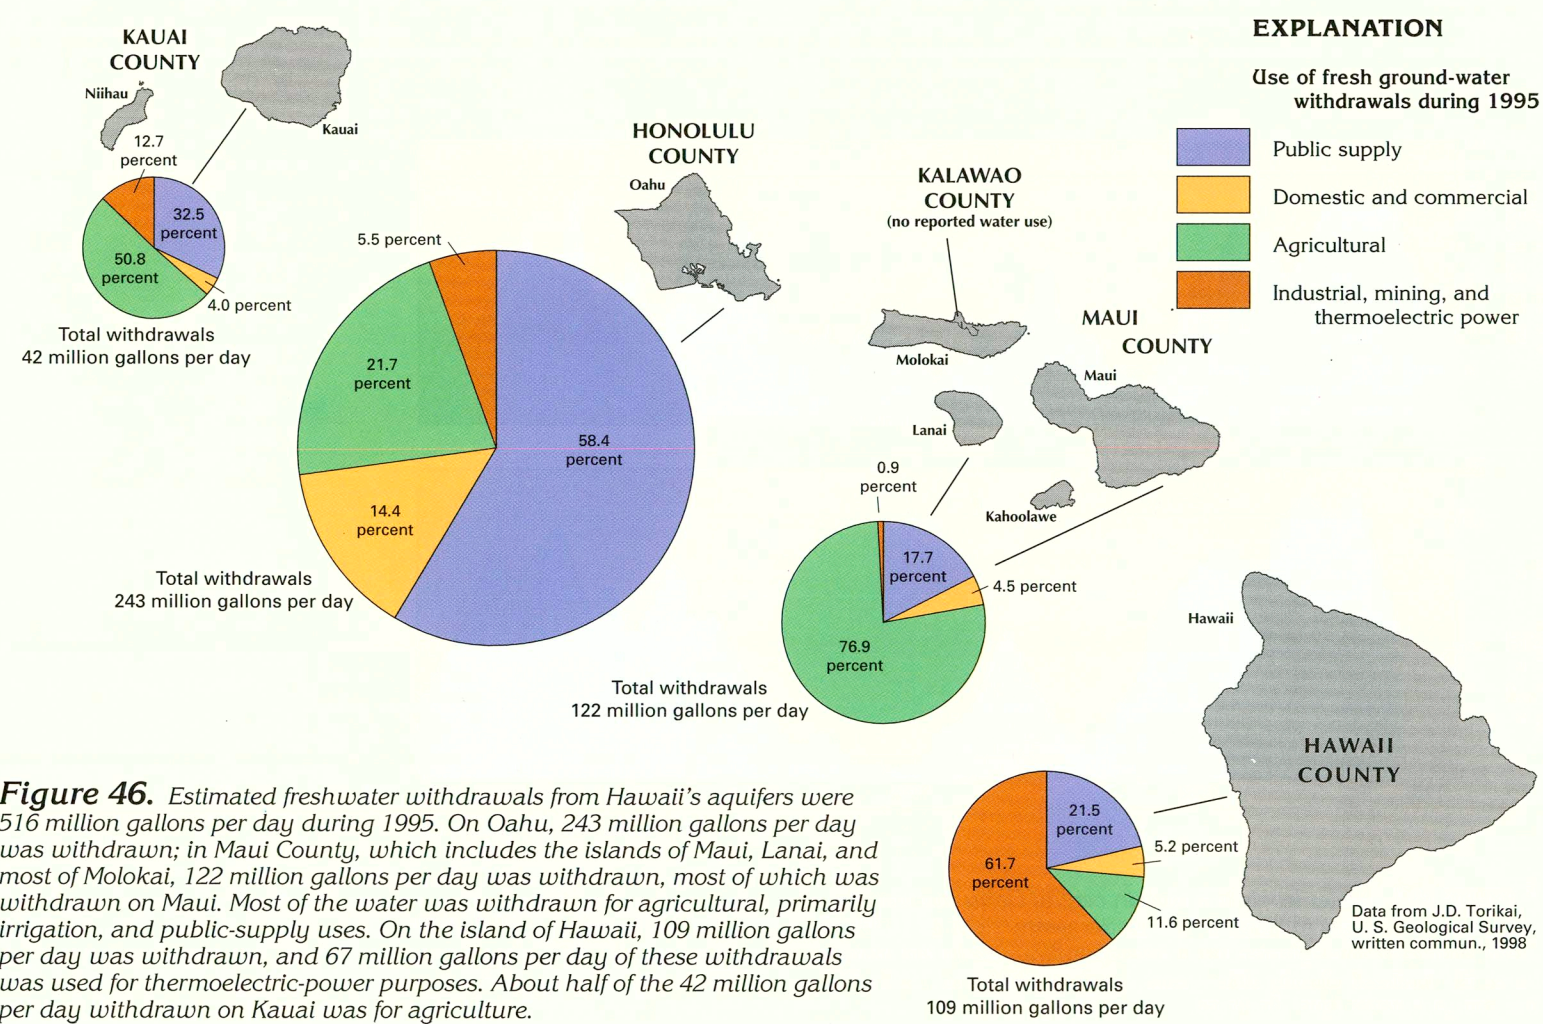 KAUAI
COUNTY
Niihau
Kauai
12.7
percent
32.5
percent
50.8
percent
4.0 percent
Total withdrawals
42 million gallons per day
HONOLULU
COUNTY
Oahu
5.5 percent
21.7
percent
58.4
percent
14.4
percent
Total withdrawals
243 million gallons per day
KALAWAO
COUNTY
(no reported water use)
Molokai
MAUI
COUNTY
Maui
Lanai
Kahoolawe
0.9
percent
17.7
percent
4.5 percent
76.9
percent
Total withdrawals
122 million gallons per day
EXPLANATION
Use of fresh ground-water
withdrawals during 1995
Public supply
Domestic and commercial
Agricultural
Industrial, mining, and
thermoelectric power
Hawaii
HAWAII
COUNTY
21.5
percent
5.2 percent
61.7
percent
11.6 percent
Total withdrawals
109 million gallons per day
Data from J.D. Torikai,
U. S. Geological Survey,
written commun., 1998
Figure 46. Estimated freshwater withdrawals from Hawaii's aquifers were
516 million gallons per day during 1995. On Oahu, 243 million gallons per day
was withdrawn; in Maui County, which includes the islands of Maui, Lanai, and
most of Molokai, 122 million gallons per day was withdrawn, most of which was
withdrawn on Maui. Most of the water was withdrawn for agricultural, primarily
irrigation, and public-supply uses. On the island of Hawaii, 109 million gallons
per day was withdrawn, and 67 million gallons per day of these withdrawals
was used for thermoelectric-power purposes. About half of the 42 million gallons
per day withdrawn on Kauai was for agriculture.